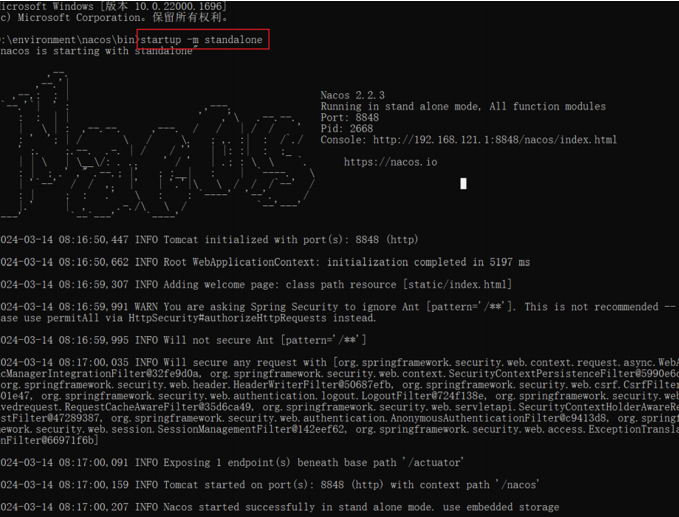 Microsoft Windows [版本 10.0.22000.1696]
c) Microsoft Corporation。保留所有权利。
:\environment\nacos\bin>startup -m standalone
nacos is starting with standalone"
Nacos 2.2.3
Running in stand alone mode, All function modules
Port: 8848
Pid: 2668
Console: http://192.168.121.1:8848/nacos/index.html
https://nacos.io
024-03-14 08:16:50,447 INFO Tomcat initialized with port(s): 8848 (http)
024-03-14 08:16:50,662 INFO Root WebApplicationContext: initialization completed in 5197 ms
024-03-14 08:16:59,307 INFO Adding welcome page: class path resource [static/index.html]
024-03-14 08:16:59,991 WARN You are asking Spring Security to ignore Ant [pattern='/**']. This is not recommended --
ase use permitAll via HttpSecurity#authorizeHttpRequests instead.
024-03-14 08:16:59,995 INFO Will not secure Ant [pattern='/**']
024-03-14 08:17:00,035 INFO Will secure any request with [org.springframework.security.web.context.request.async.WebA
ncManagerIntegrationFilter@32fe9d0a, org.springframework.security.web.context.SecurityContextPersistenceFilter@5990e6c
org.springframework.security.web.header.HeaderWriterFilter@50687efb, org.springframework.security.web.csrf.CsrfFilter
01e47, org.springframework.security.web.authentication.logout.LogoutFilter@724f138e, org.springframework.security.web
avedrequest.RequestCacheAwareFilter@35d6ca49, org.springframework.security.web.servletapi.SecurityContextHolderAwareRe
estFilter@47289387, org.springframework.security.web.authentication.AnonymousAuthenticationFilter@c9413d8, org.spring
ework.security.web.session.SessionManagementFilter@142eef62, org.springframework.security.web.access.ExceptionTransla
onFilter@66971f6b]
024-03-14 08:17:00,091 INFO Exposing 1 endpoint(s) beneath base path '/actuator'
024-03-14 08:17:00,159 INFO Tomcat started on port(s): 8848 (http) with context path '/nacos'
024-03-14 08:17:00,207 INFO Nacos started successfully in stand alone mode. use embedded storage